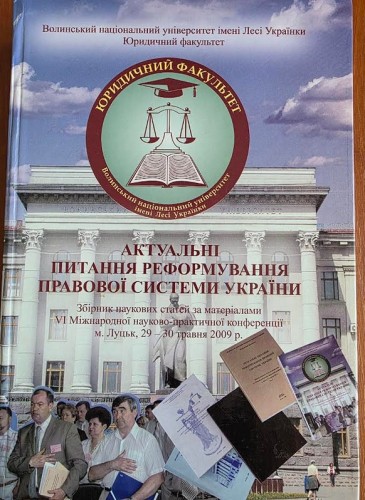 Волинський національний університет імені Лесі Українки
Юридичний факультет
ЮРИДИЧНИЙ ФАКУЛЬТЕТ
Волинський національний університет
імені Лесі Українки
АКТУАЛЬНІ
ПИТАННЯ РЕФОРМУВАННЯ
ПРАВОВОЇ СИСТЕМИ УКРАЇНИ
Збірник наукових статей за матеріалами
VI Міжнародної науково-практичної конференції
м. Луцьк, 29 – 30 травня 2009 р.